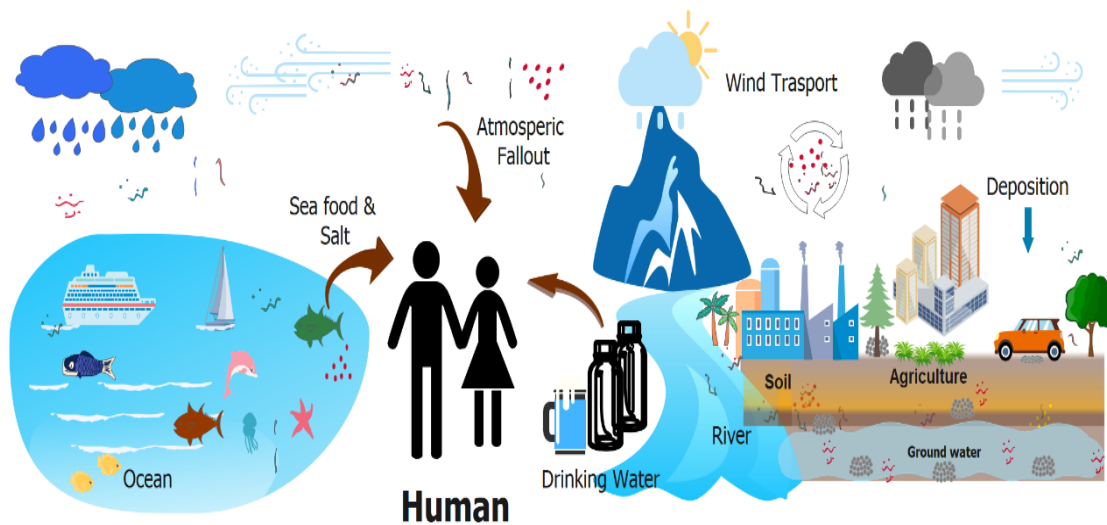 Wind Trasport
Atmosperic
Fallout
Deposition
Sea food &
Salt
Soil
Agriculture
River
Ground water
Ocean
Drinking Water
Human